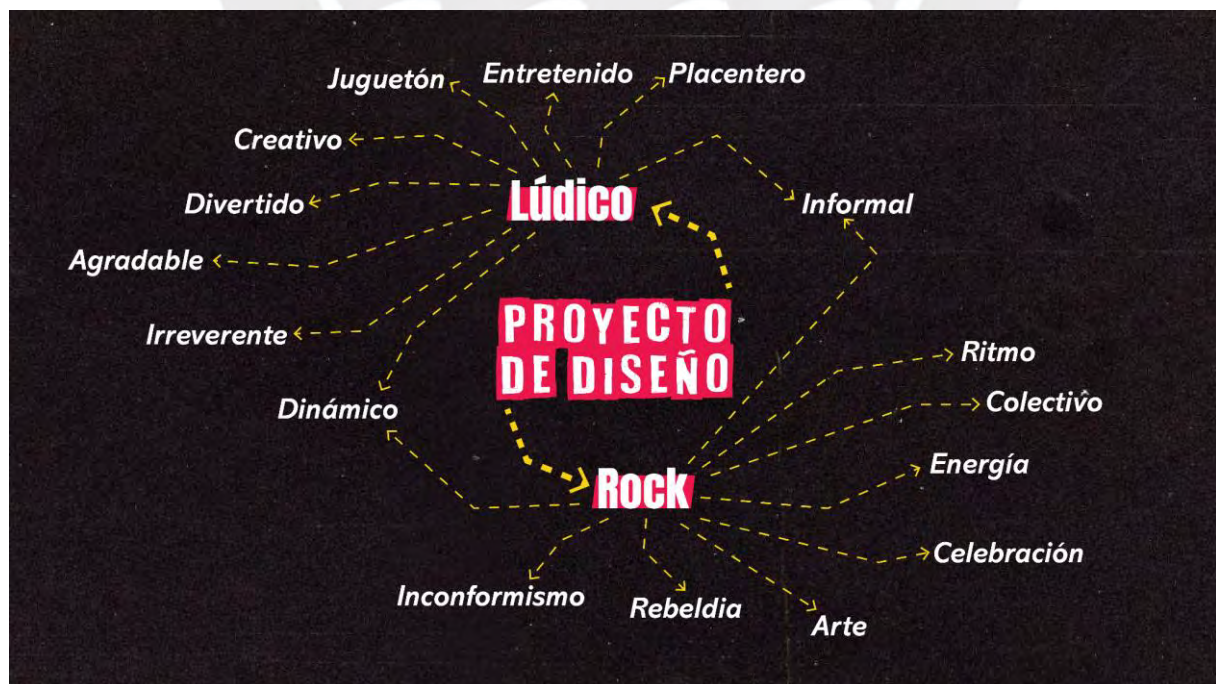 Juguetón
Entretenido
Placentero
Creativo
Divertido
Lúdico
Informal
Agradable
Irreverente
PROYECTO
DE DISEÑO
Ritmo
Dinámico
Colectivo
Energía
Rock
Celebración
Inconformismo
Rebeldia
Arte